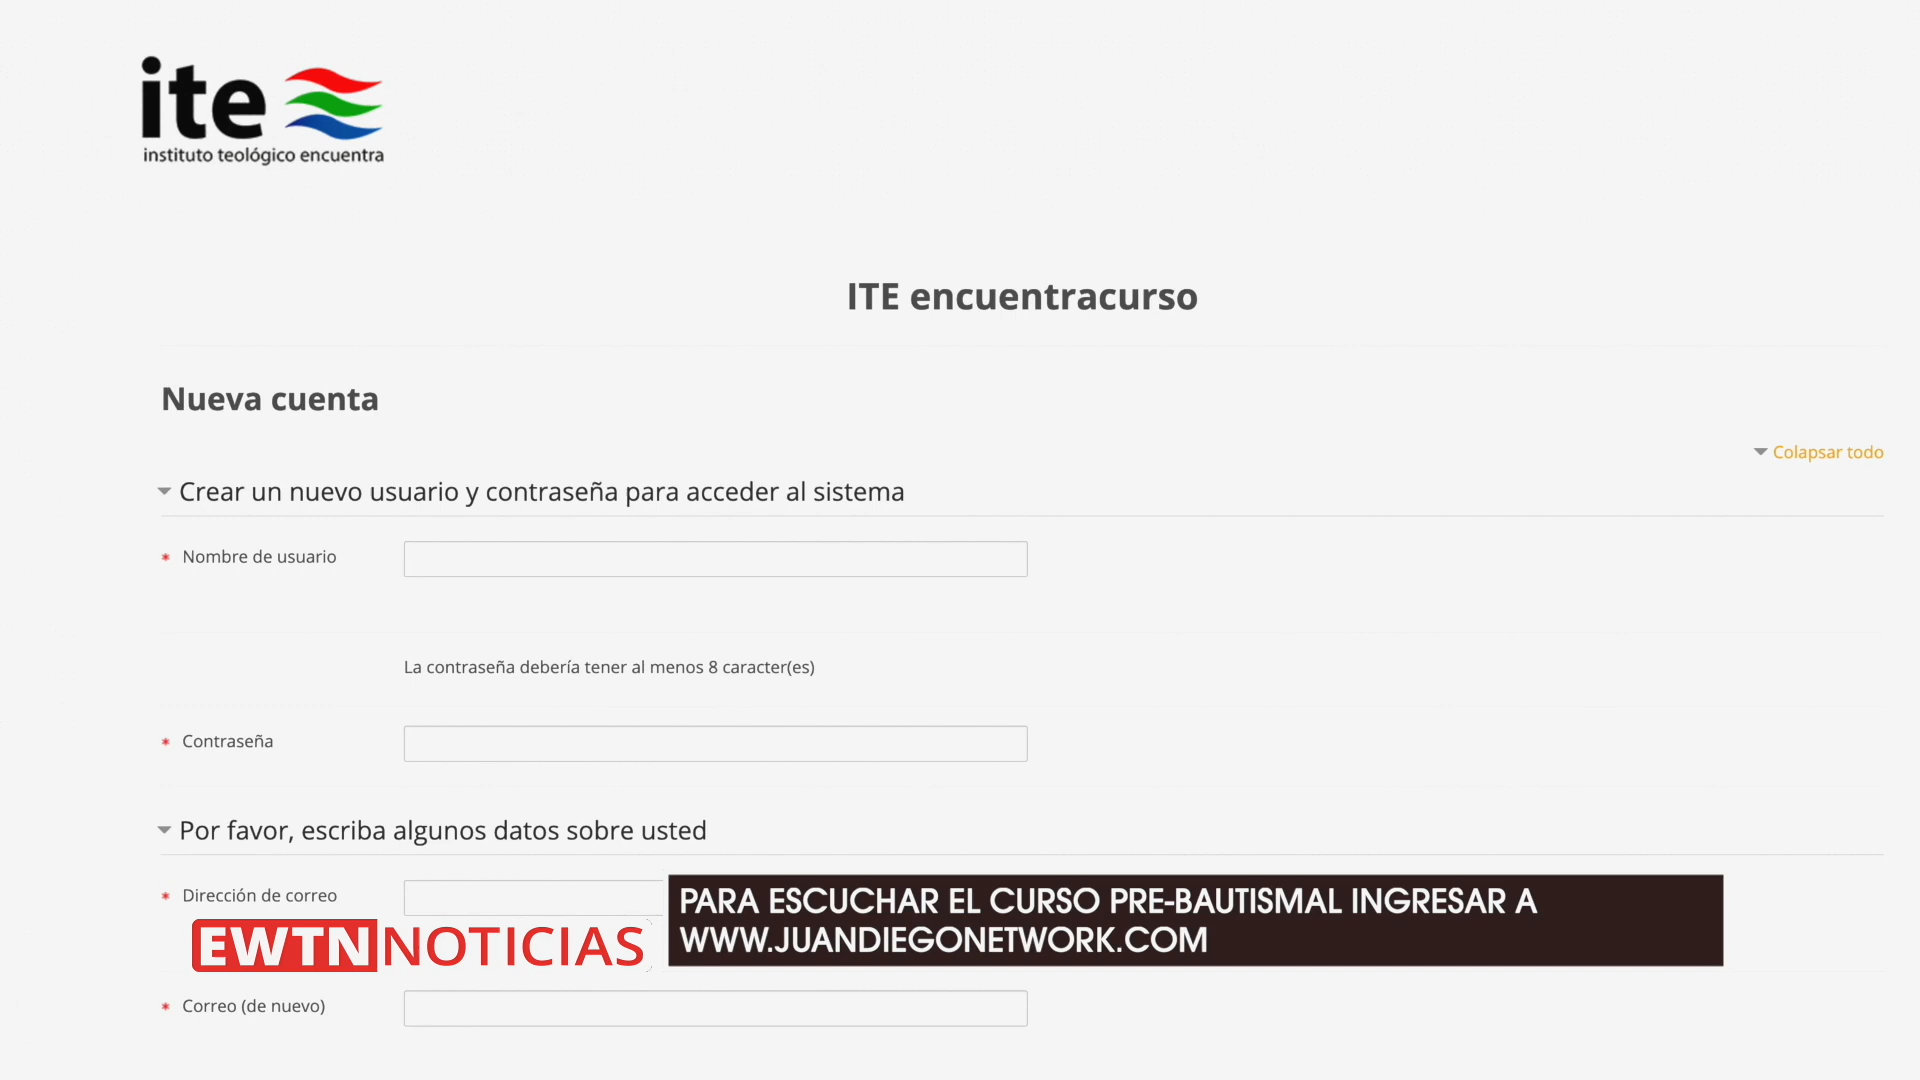 ite
instituto teológico encuentra
ITE encuentracurso
Nueva cuenta
Colapsar todo
Crear un nuevo usuario y contraseña para acceder al sistema
* Nombre de usuario
La contraseña debería tener al menos 8 caracter(es)
* Contraseña
Por favor, escriba algunos datos sobre usted
* Dirección de correo
EWTN NOTICIAS
PARA ESCUCHAR EL CURSO PRE-BAUTISMAL INGRESAR A
WWW.JUANDIEGONETWORK.COM
* Correo (de nuevo)